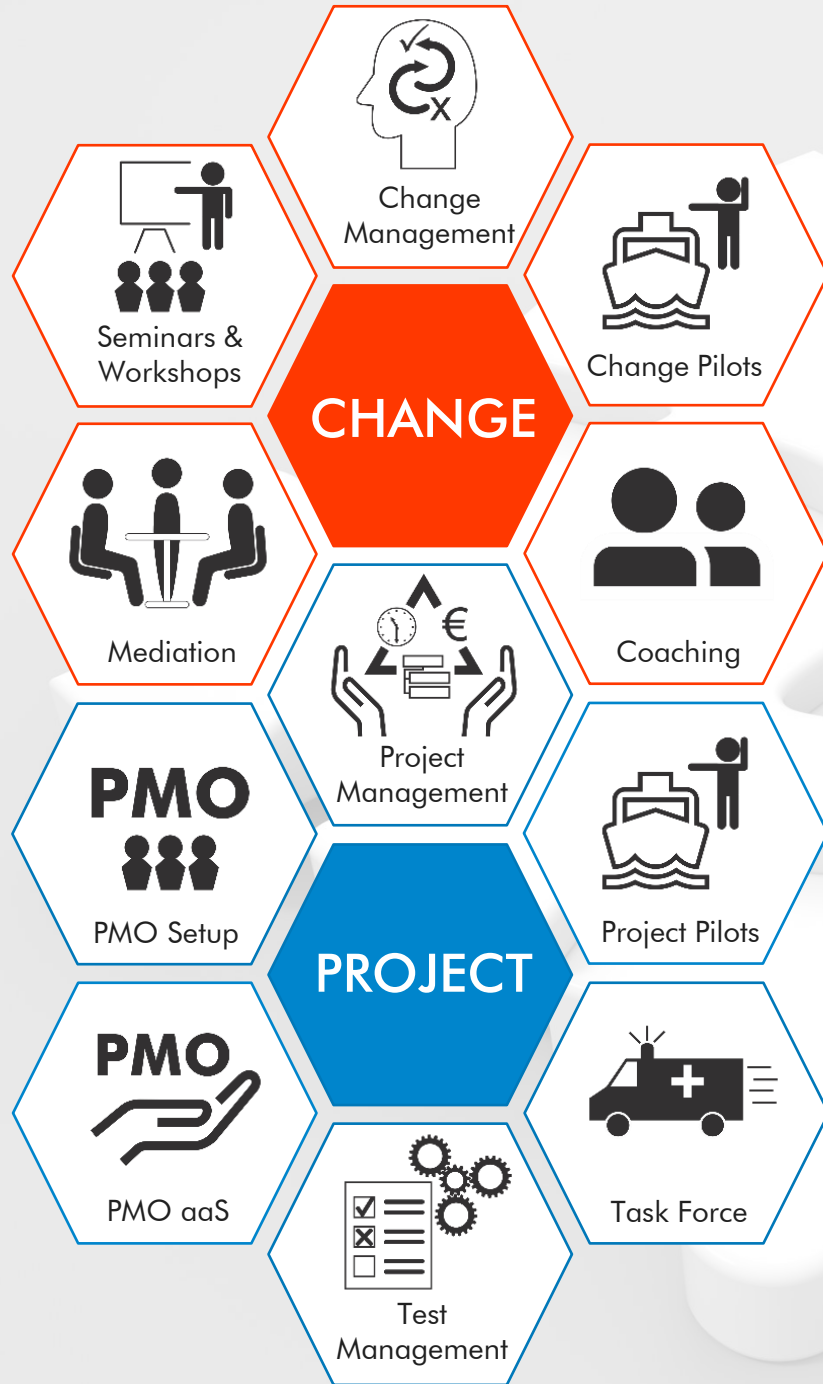 X
Change
Management
Seminars &
Workshops
Change Pilots
CHANGE
Mediation
Coaching
€
Project
Management
PMO
PMO Setup
Project Pilots
PROJECT
PMO
PMO aaS
Task Force
Test
Management